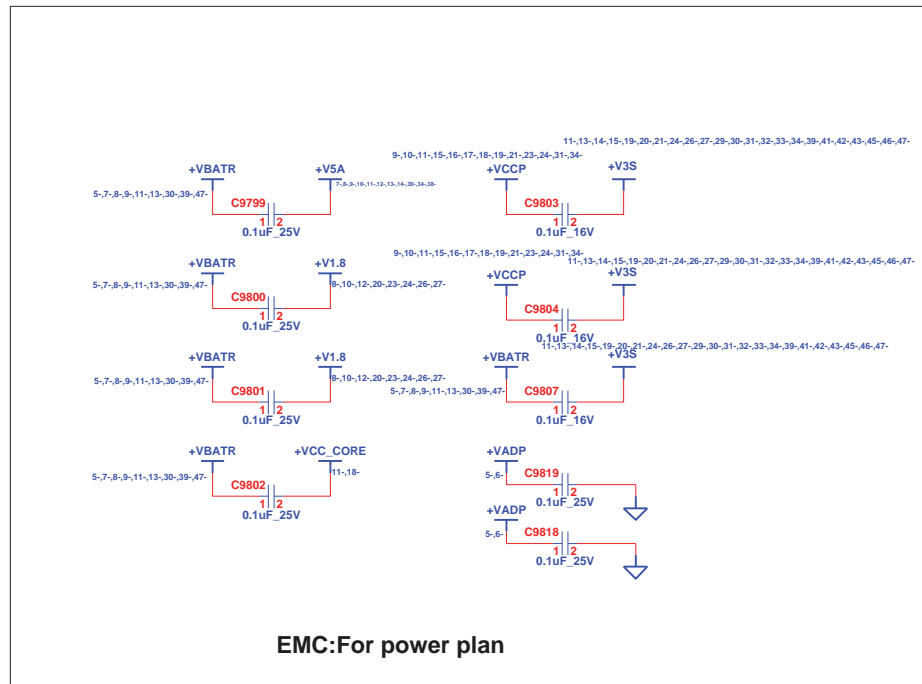 11-,13-,14-,15-,19-,20-,21-,24-,26-,27-,29-,30-,31-,32-,33-,34-,39-,41-,42-,43-,45-,46-,47-
9-,10-,11-,15-,16-,17-,18-,19-,21-,23-,24-,31-,34-
+VBATR +V5A +VCCP +V3S
5-,7-,8-,9-,11-,13-,30-,39-,47- 7-,8-,9-,10-,11-,12-,13-,14-,30-,34-,38-
C9799 C9803
1 2 1 2
0.1uF_25V 0.1uF_16V
9-,10-,11-,15-,16-,17-,18-,19-,21-,23-,24-,31-,34-
+VBATR +V1.8 11-,13-,14-,15-,19-,20-,21-,24-,26-,27-,29-,30-,31-,32-,33-,34-,39-,41-,42-,43-,45-,46-,47-
+VCCP +V3S
5-,7-,8-,9-,11-,13-,30-,39-,47- 8-,10-,12-,20-,23-,24-,26-,27-
C9800 C9804
1 2 1 2
0.1uF_25V 0.1uF_16V
11-,13-,14-,15-,19-,20-,21-,24-,26-,27-,29-,30-,31-,32-,33-,34-,39-,41-,42-,43-,45-,46-,47-
+VBATR +V1.8 +VBATR +V3S
5-,7-,8-,9-,11-,13-,30-,39-,47- 8-,10-,12-,20-,23-,24-,26-,27-
C9801 5-,7-,8-,9-,11-,13-,30-,39-,47- C9807
1 2 1 2
0.1uF_25V 0.1uF_16V
+VBATR +VCC_CORE +VADP
5-,7-,8-,9-,11-,13-,30-,39-,47- 11-,18- 5-,6-
C9802 C9819
1 2 1 2
0.1uF_25V 0.1uF_25V
+VADP
5-,6-
C9818
1 2
0.1uF_25V
EMC:For power plan